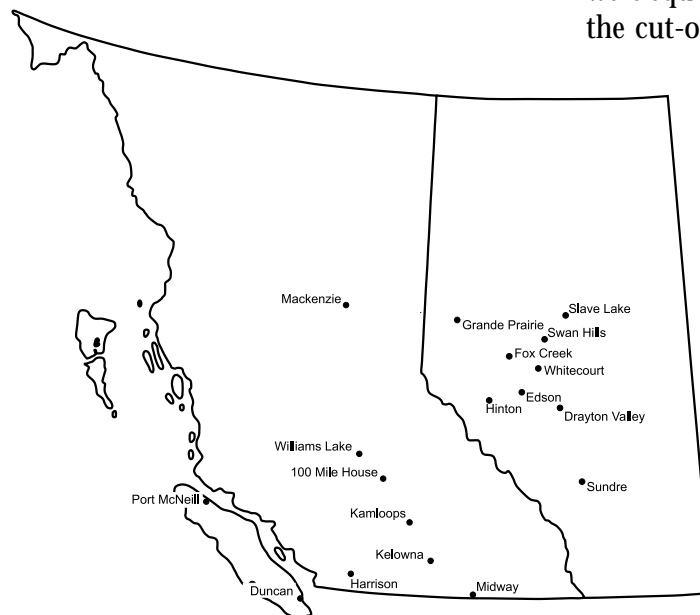 the cut-o
Mackenzie
Slave Lake
Grande Prairie
Swan Hills
Fox Creek
Whitecourt
Edson
Hinton
Drayton Valley
Williams Lake
100 Mile House
Sundre
Port McNeill
Kamloops
Kelowna
Harrison
Midway
Duncan